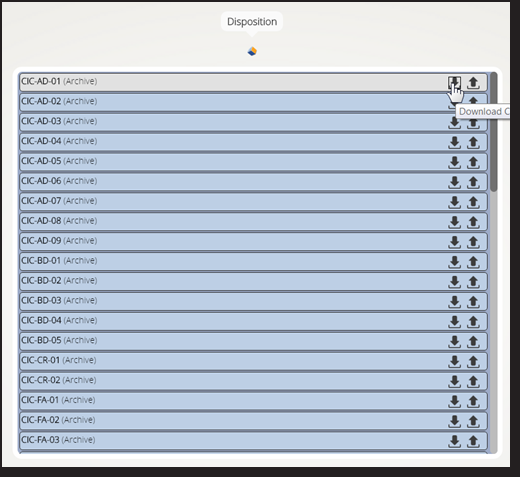 Disposition
CIC-AD-01 (Archive)
CIC-AD-02 (Archive)
Download C
CIC-AD-03 (Archive)
CIC-AD-04 (Archive)
CIC-AD-05 (Archive)
CIC-AD-06 (Archive)
CIC-AD-07 (Archive)
CIC-AD-08 (Archive)
CIC-AD-09 (Archive)
CIC-BD-01 (Archive)
CIC-BD-02 (Archive)
CIC-BD-03 (Archive)
CIC-BD-04 (Archive)
CIC-BD-05 (Archive)
CIC-CR-01 (Archive)
CIC-CR-02 (Archive)
CIC-FA-01 (Archive)
CIC-FA-02 (Archive)
CIC-FA-03 (Archive)